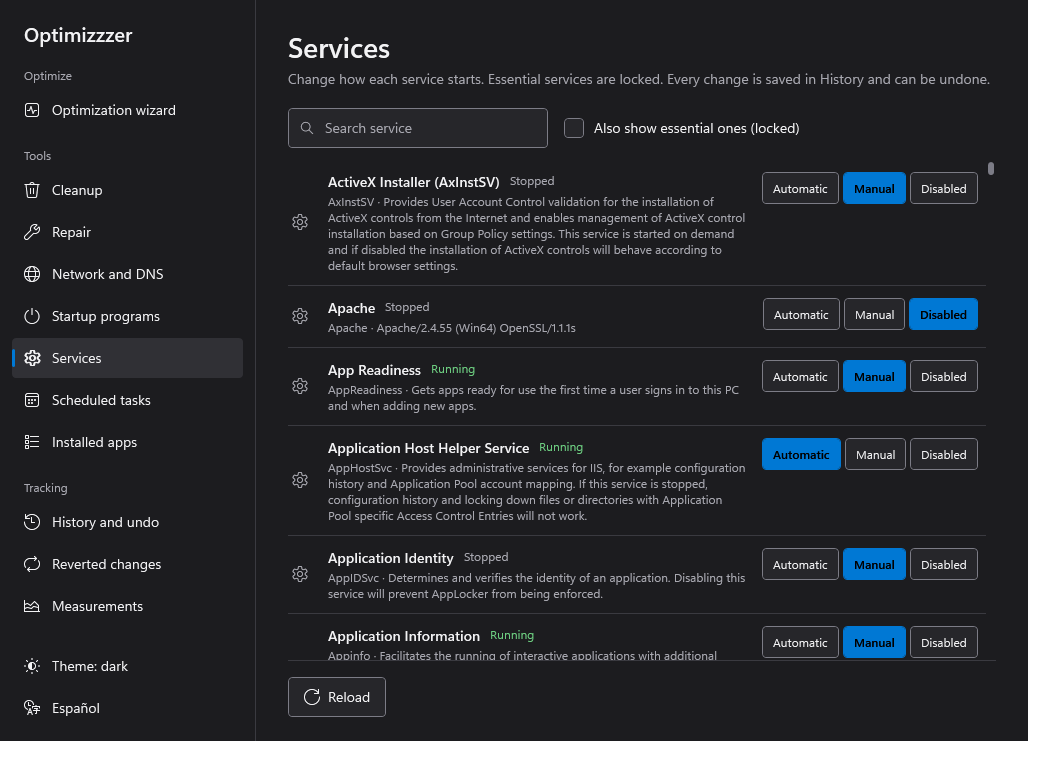 Optimizzzer
Optimize
Optimization wizard
Tools
Cleanup
Repair
Network and DNS
Startup programs
Services
Scheduled tasks
Installed apps
Tracking
History and undo
Reverted changes
Measurements
Theme: dark
Español
Services
Change how each service starts. Essential services are locked. Every change is saved in History and can be undone.
Search service
Also show essential ones (locked)
ActiveX Installer (AxInstSV) Stopped
AxInstSV · Provides User Account Control validation for the installation of
ActiveX controls from the Internet and enables management of ActiveX control
installation based on Group Policy settings. This service is started on demand
and if disabled the installation of ActiveX controls will behave according to
default browser settings.
Automatic Manual Disabled
Apache Stopped
Apache · Apache/2.4.55 (Win64) OpenSSL/1.1.1s
Automatic Manual Disabled
App Readiness Running
AppReadiness · Gets apps ready for use the first time a user signs in to this PC
and when adding new apps.
Automatic Manual Disabled
Application Host Helper Service Running
AppHostSvc · Provides administrative services for IIS, for example configuration
history and Application Pool account mapping. If this service is stopped,
configuration history and locking down files or directories with Application
Pool specific Access Control Entries will not work.
Automatic Manual Disabled
Application Identity Stopped
AppIDSvc · Determines and verifies the identity of an application. Disabling this
service will prevent AppLocker from being enforced.
Automatic Manual Disabled
Application Information Running
Appinfo · Facilitates the running of interactive applications with additional
Automatic Manual Disabled
Reload